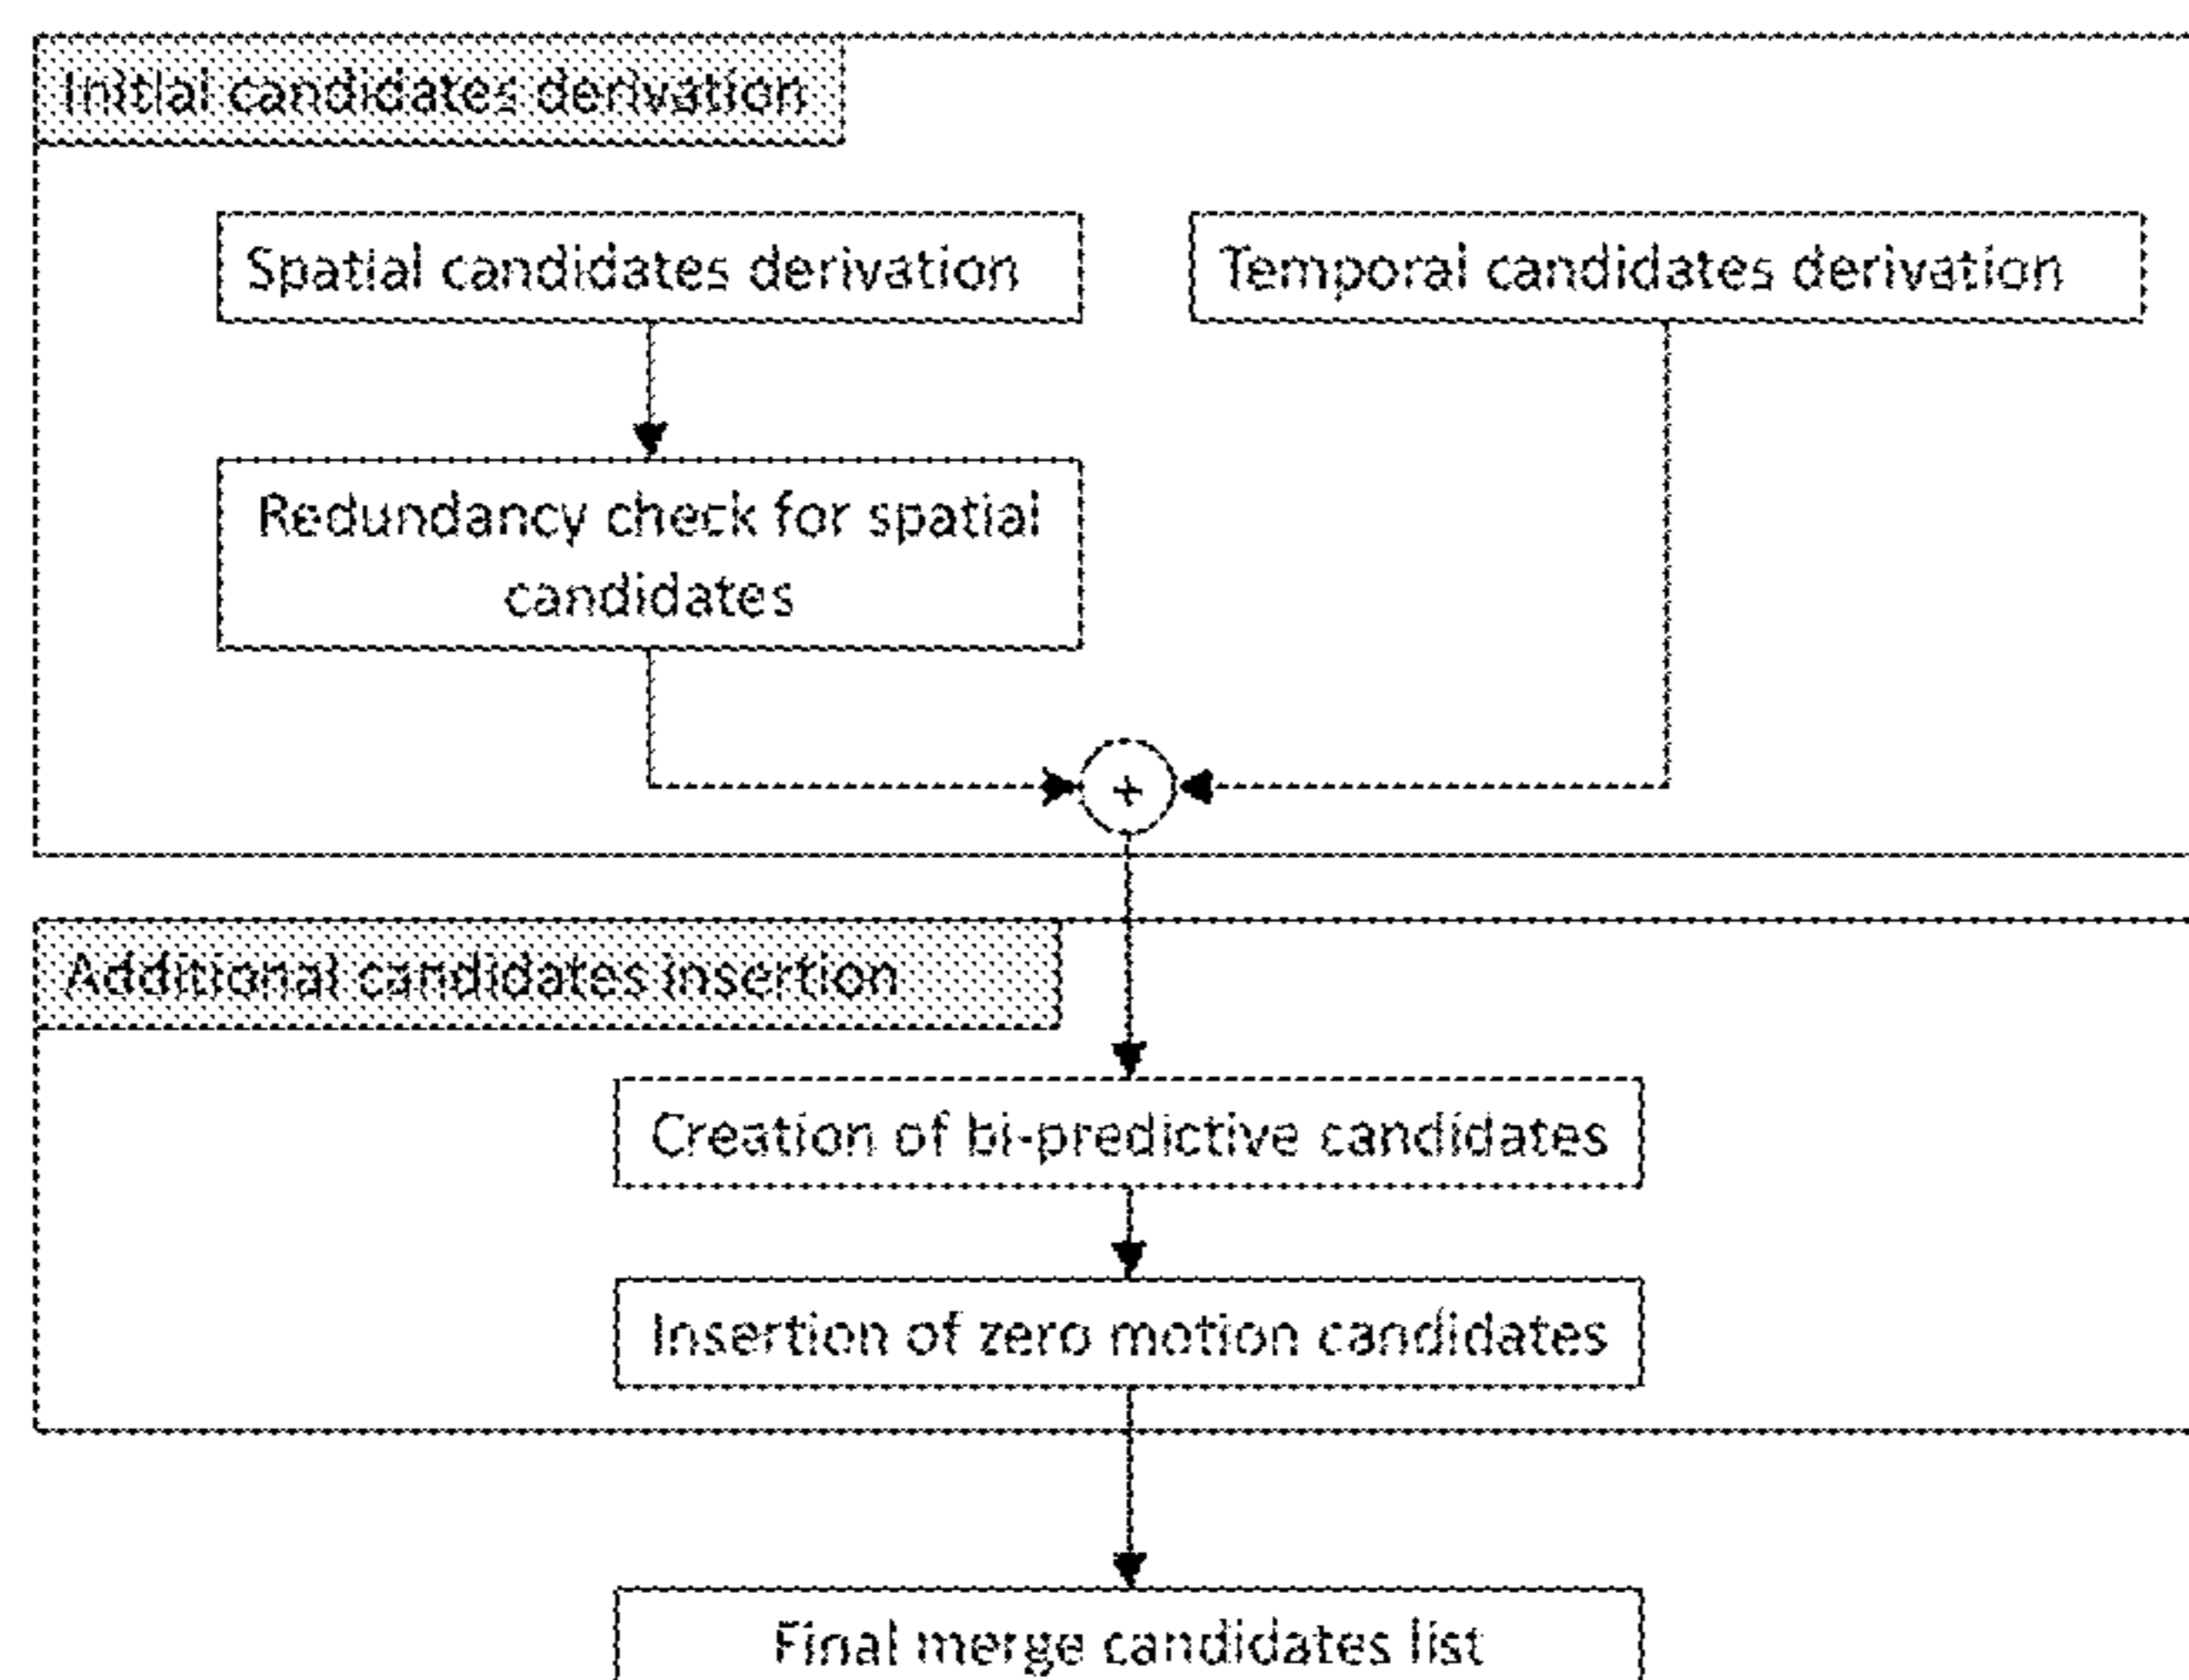 Initial candidates derivation
Spatial candidates derivation
Temporal candidates derivation
Redundancy check for spatial
candidates
+
Additional candidates insertion
Creation of bi-predictive candidates
Insertion of zero motion candidates
Final merge candidates list